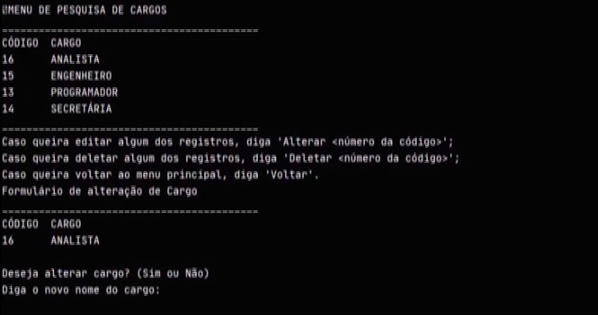 MENU DE PESQUISA DE CARGOS
==========================================
CÓDIGO CARGO
16 ANALISTA
15 ENGENHEIRO
13 PROGRAMADOR
14 SECRETÁRIA
==========================================
Caso queira editar algum dos registros, diga 'Alterar <número da código>';
Caso queira deletar algum dos registros, diga 'Deletar <número da código>';
Caso queira voltar ao menu principal, diga 'Voltar'.
Formulário de alteração de Cargo
==========================================
CÓDIGO CARGO
16 ANALISTA
Deseja alterar cargo? (Sim ou Não)
Diga o novo nome do cargo: